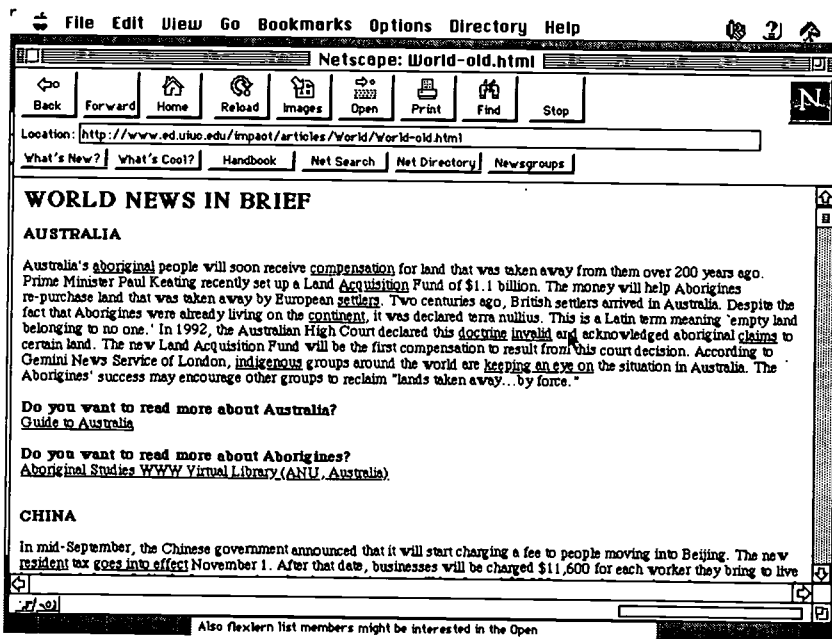 File Edit View Go Bookmarks Options Directory Help
Netscape: World-old.html
Back Forward Home Reload Images Open Print Find Stop
N
Location: http://www.ed.uiuc.edu/impact/articles/World/World-old.html
What's New? What's Cool? Handbook Net Search Net Directory Newsgroups
WORLD NEWS IN BRIEF
AUSTRALIA
Australia's aboriginal people will soon receive compensation for land that was taken away from them over 200 years ago.
Prime Minister Paul Keating recently set up a Land Acquisition Fund of $1.1 billion. The money will help Aborigines
re-purchase land that was taken away by European settlers. Two centuries ago, British settlers arrived in Australia. Despite the
fact that Aborigines were already living on the continent, it was declared terra nullius. This is a Latin term meaning `empty land
belonging to no one.' In 1992, the Australian High Court declared this doctrine invalid and acknowledged aboriginal claims to
certain land. The new Land Acquisition Fund will be the first compensation to result from this court decision. According to
Gemini News Service of London, indigenous groups around the world are keeping an eye on the situation in Australia. The
Aborigines' success may encourage other groups to reclaim "lands taken away...by force."
Do you want to read more about Australia?
Guide to Australia
Do you want to read more about Aborigines?
Aboriginal Studies WWW Virtual Library (ANU, Australia)
CHINA
In mid-September, the Chinese government announced that it will start charging a fee to people moving into Beijing. The new
resident tax goes into effect November 1. After that date, businesses will be charged $11,600 for each worker they bring to live
Also flexlern list members might be interested in the Open